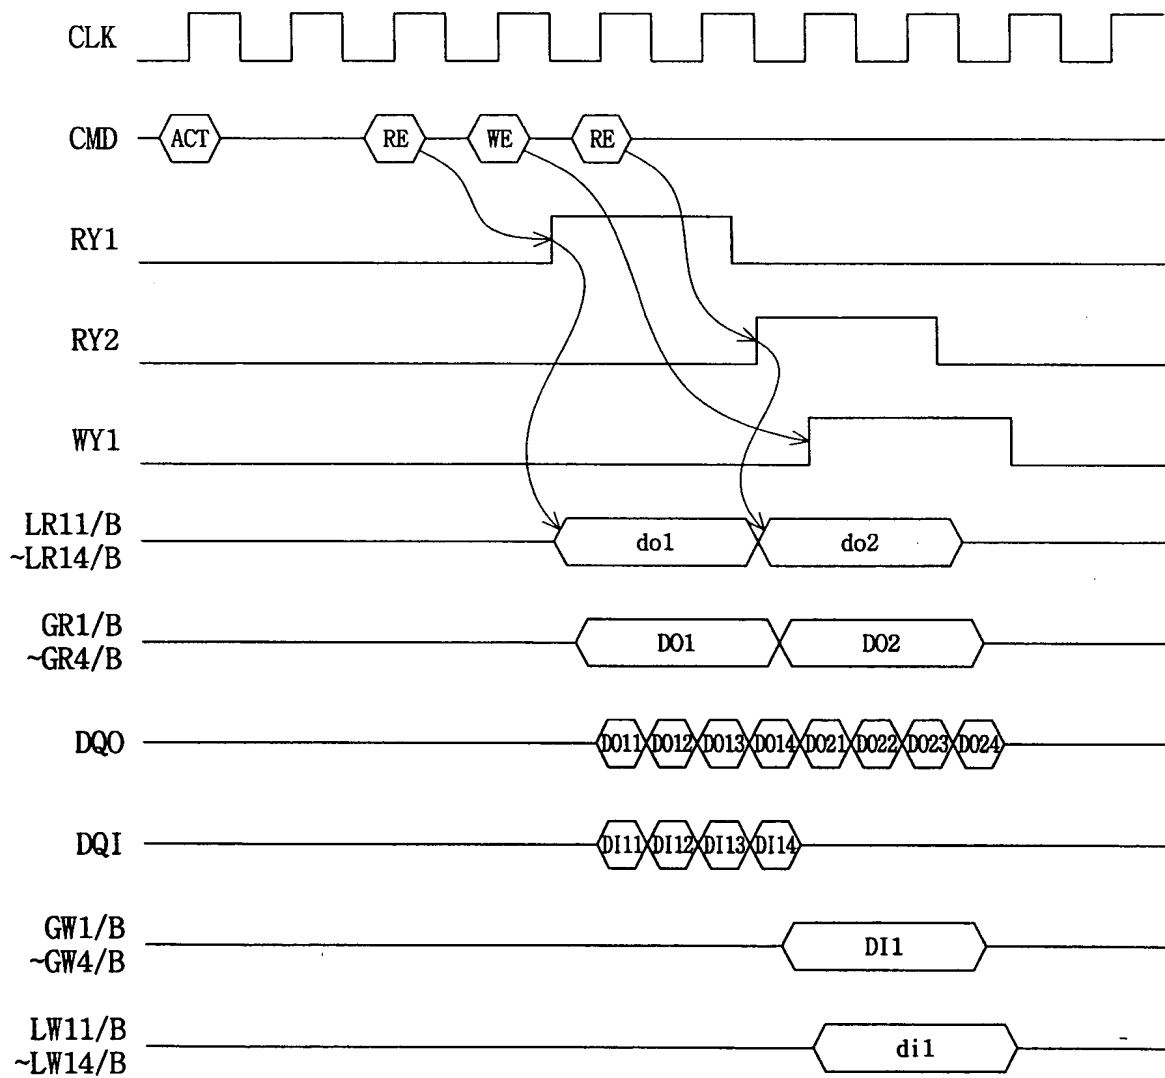 CLK
CMD
ACT RE WE RE
RY1
RY2
WY1
LR11/B
~LR14/B
do1 do2
GR1/B
~GR4/B
DO1 DO2
DQO DO11 DO12 DO13 DO14 DO21 DO22 DO23 DO24
DQI DI11 DI12 DI13 DI14
GW1/B
~GW4/B
DI1
LW11/B
~LW14/B
di1